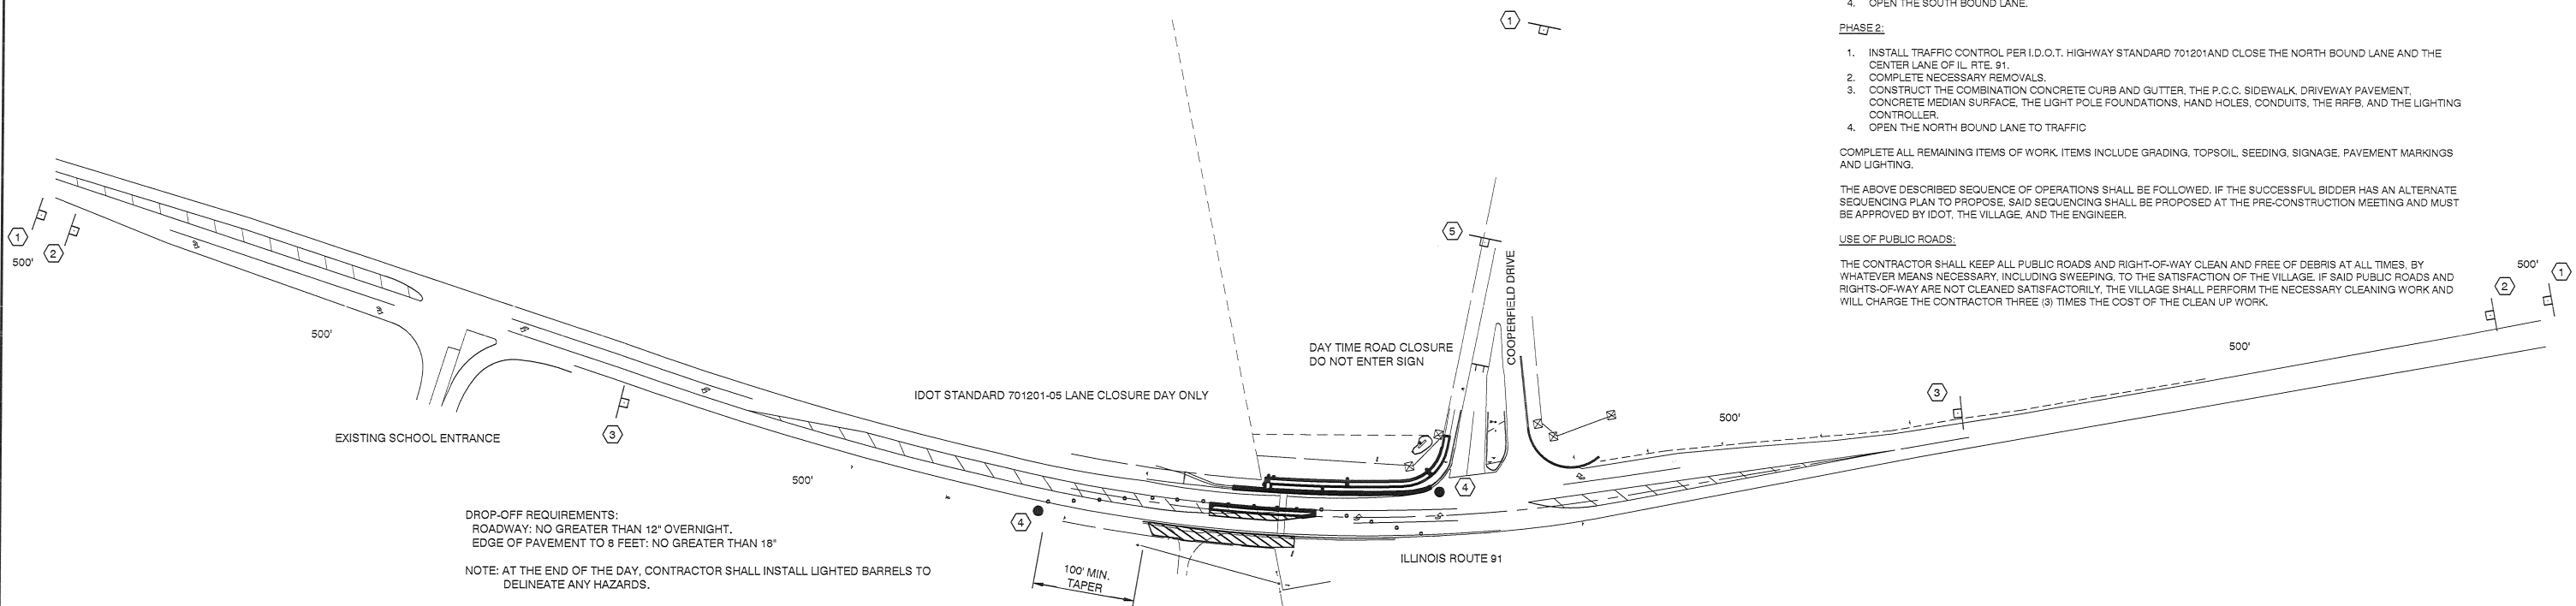 4. OPEN THE SOUTH BOUND LANE.
PHASE 2:
1. INSTALL TRAFFIC CONTROL PER I.D.O.T. HIGHWAY STANDARD 701201AND CLOSE THE NORTH BOUND LANE AND THE
CENTER LANE OF IL. RTE. 91.
2. COMPLETE NECESSARY REMOVALS.
3. CONSTRUCT THE COMBINATION CONCRETE CURB AND GUTTER, THE P.C.C. SIDEWALK, DRIVEWAY PAVEMENT,
CONCRETE MEDIAN SURFACE, THE LIGHT POLE FOUNDATIONS, HAND HOLES, CONDUITS, THE RRFB, AND THE LIGHTING
CONTROLLER.
4. OPEN THE NORTH BOUND LANE TO TRAFFIC
COMPLETE ALL REMAINING ITEMS OF WORK. ITEMS INCLUDE GRADING, TOPSOIL, SEEDING, SIGNAGE, PAVEMENT MARKINGS
AND LIGHTING.
THE ABOVE DESCRIBED SEQUENCE OF OPERATIONS SHALL BE FOLLOWED. IF THE SUCCESSFUL BIDDER HAS AN ALTERNATE
SEQUENCING PLAN TO PROPOSE, SAID SEQUENCING SHALL BE PROPOSED AT THE PRE-CONSTRUCTION MEETING AND MUST
BE APPROVED BY IDOT, THE VILLAGE, AND THE ENGINEER.
USE OF PUBLIC ROADS:
THE CONTRACTOR SHALL KEEP ALL PUBLIC ROADS AND RIGHT-OF-WAY CLEAN AND FREE OF DEBRIS AT ALL TIMES, BY
WHATEVER MEANS NECESSARY, INCLUDING SWEEPING, TO THE SATISFACTION OF THE VILLAGE. IF SAID PUBLIC ROADS AND
RIGHTS-OF-WAY ARE NOT CLEANED SATISFACTORILY, THE VILLAGE SHALL PERFORM THE NECESSARY CLEANING WORK AND
WILL CHARGE THE CONTRACTOR THREE (3) TIMES THE COST OF THE CLEAN UP WORK.
1
1
2
500'
500'
EXISTING SCHOOL ENTRANCE
3
500'
IDOT STANDARD 701201-05 LANE CLOSURE DAY ONLY
DAY TIME ROAD CLOSURE
DO NOT ENTER SIGN
5
COOPERFIELD DRIVE
4
4
500'
3
500'
2
500'
1
ILLINOIS ROUTE 91
100' MIN.
TAPER
DROP-OFF REQUIREMENTS:
ROADWAY: NO GREATER THAN 12" OVERNIGHT.
EDGE OF PAVEMENT TO 8 FEET: NO GREATER THAN 18"
NOTE: AT THE END OF THE DAY, CONTRACTOR SHALL INSTALL LIGHTED BARRELS TO
DELINEATE ANY HAZARDS.